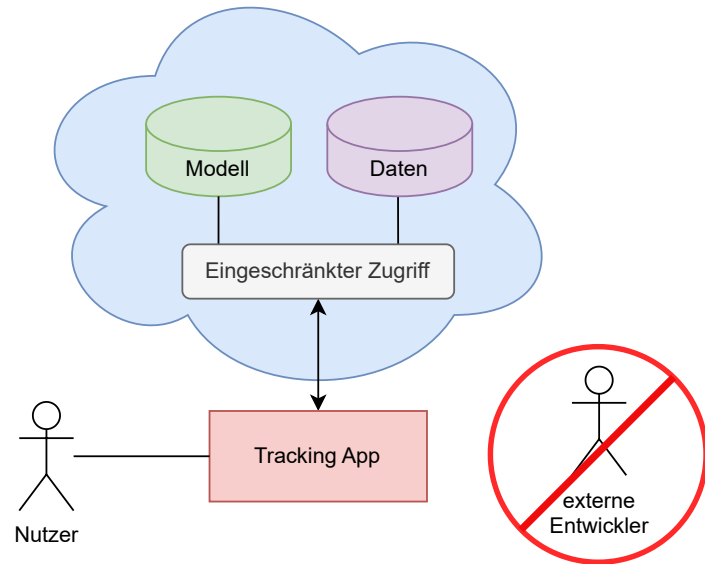 Modell
Daten
Eingeschränkter Zugriff
Tracking App
Nutzer
externe
Entwickler